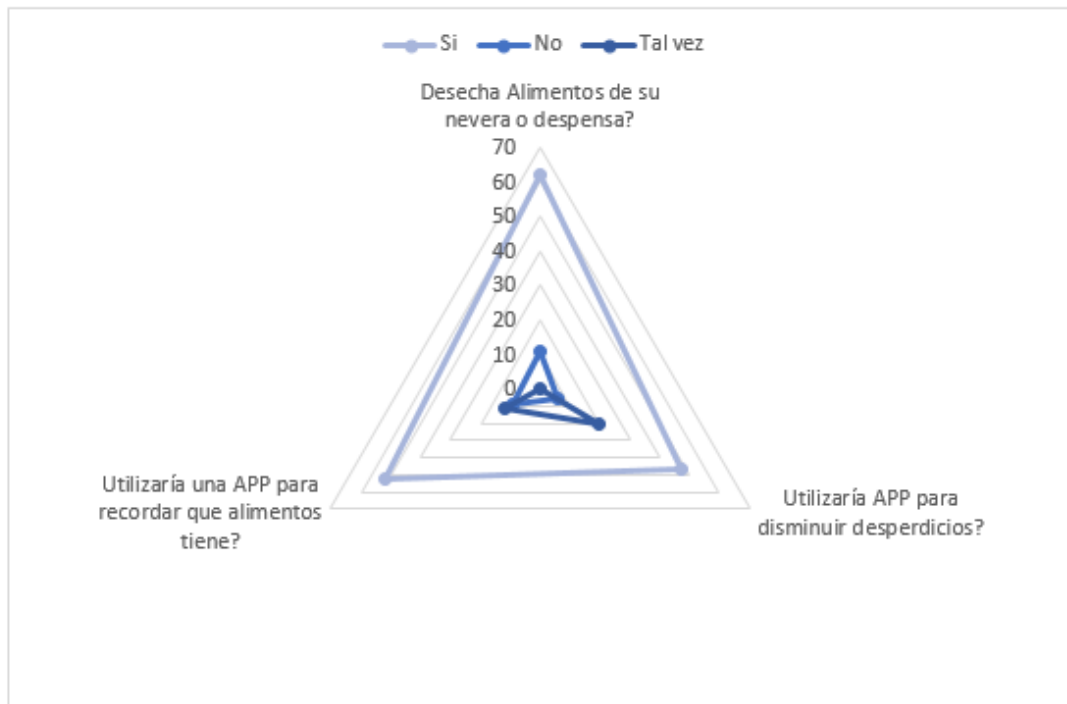 Si No Tal vez
Desecha Alimentos de su
nevera o despensa?
70
60
50
40
30
20
10
0
Utilizaría una APP para
recordar que alimentos
tiene?
Utilizaría APP para
disminuir desperdicios?